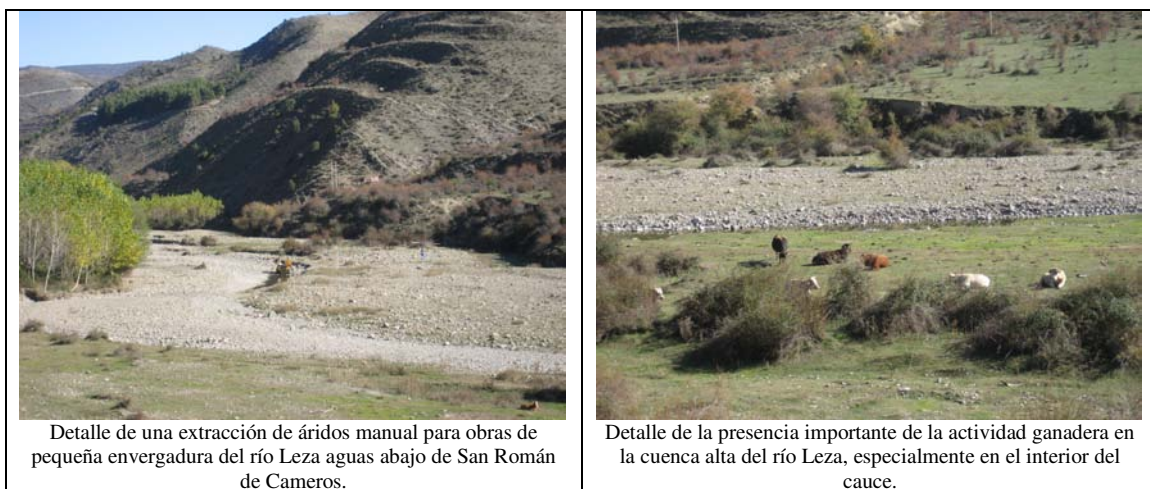 Detalle de una extracción de áridos manual para obras de
pequeña envergadura del río Leza aguas abajo de San Román
de Cameros.
Detalle de la presencia importante de la actividad ganadera en
la cuenca alta del río Leza, especialmente en el interior del
cauce.